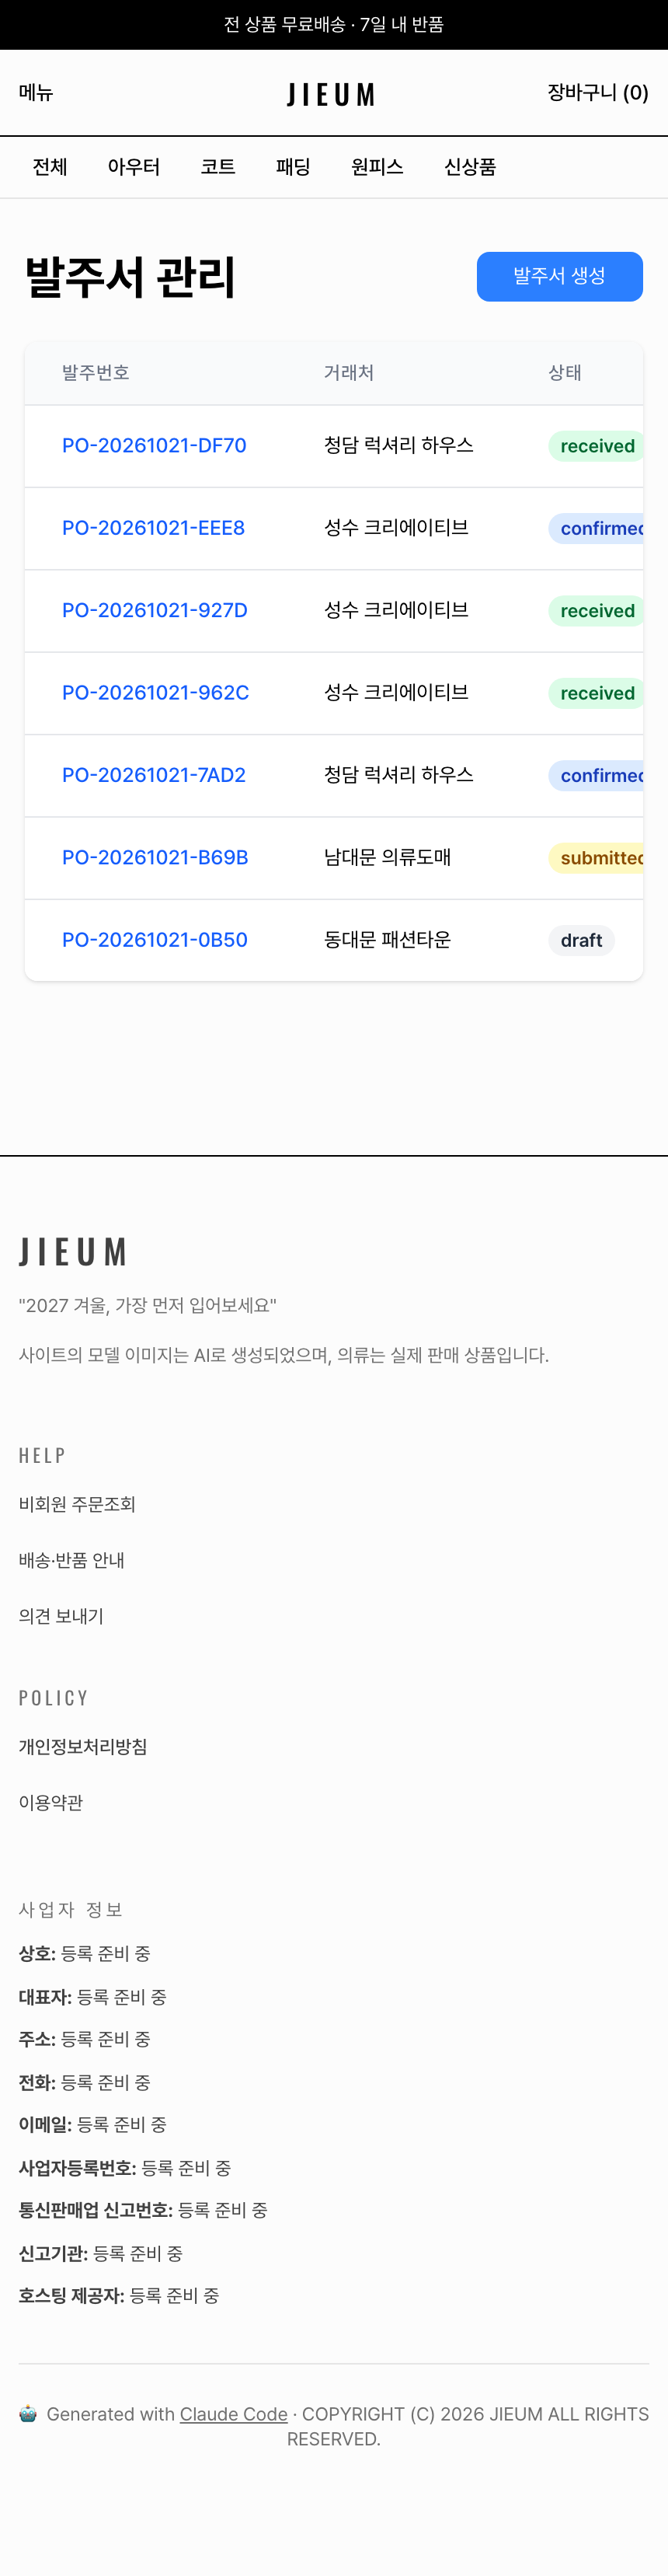 전 상품 무료배송 · 7일 내 반품
메뉴 JIEUM 장바구니 (0)
전체 아우터 코트 패딩 원피스 신상품
발주서 관리 발주서 생성
발주번호 거래처 상태
PO-20261021-DF70 청담 럭셔리 하우스 received
PO-20261021-EEE8 성수 크리에이티브 confirmed
PO-20261021-927D 성수 크리에이티브 received
PO-20261021-962C 성수 크리에이티브 received
PO-20261021-7AD2 청담 럭셔리 하우스 confirmed
PO-20261021-B69B 남대문 의류도매 submitted
PO-20261021-0B50 동대문 패션타운 draft
JIEUM
"2027 겨울, 가장 먼저 입어보세요"
사이트의 모델 이미지는 AI로 생성되었으며, 의류는 실제 판매 상품입니다.
HELP
비회원 주문조회
배송·반품 안내
의견 보내기
POLICY
개인정보처리방침
이용약관
사업자 정보
상호: 등록 준비 중
대표자: 등록 준비 중
주소: 등록 준비 중
전화: 등록 준비 중
이메일: 등록 준비 중
사업자등록번호: 등록 준비 중
통신판매업 신고번호: 등록 준비 중
신고기관: 등록 준비 중
호스팅 제공자: 등록 준비 중
🤖 Generated with Claude Code · COPYRIGHT (C) 2026 JIEUM ALL RIGHTS
RESERVED.